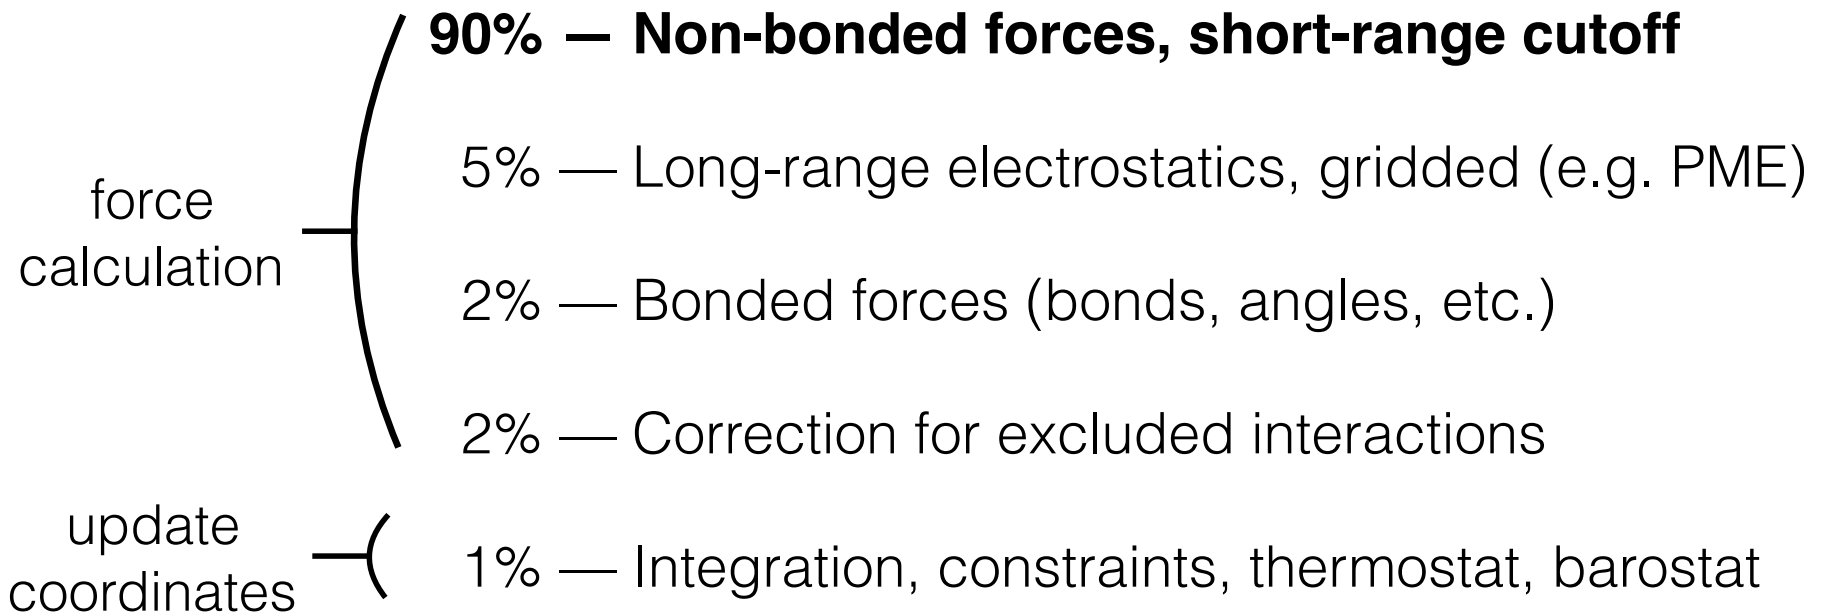 90% — Non-bonded forces, short-range cutoff
5% — Long-range electrostatics, gridded (e.g. PME)
force
calculation
2% — Bonded forces (bonds, angles, etc.)
2% — Correction for excluded interactions
update
coordinates
1% — Integration, constraints, thermostat, barostat